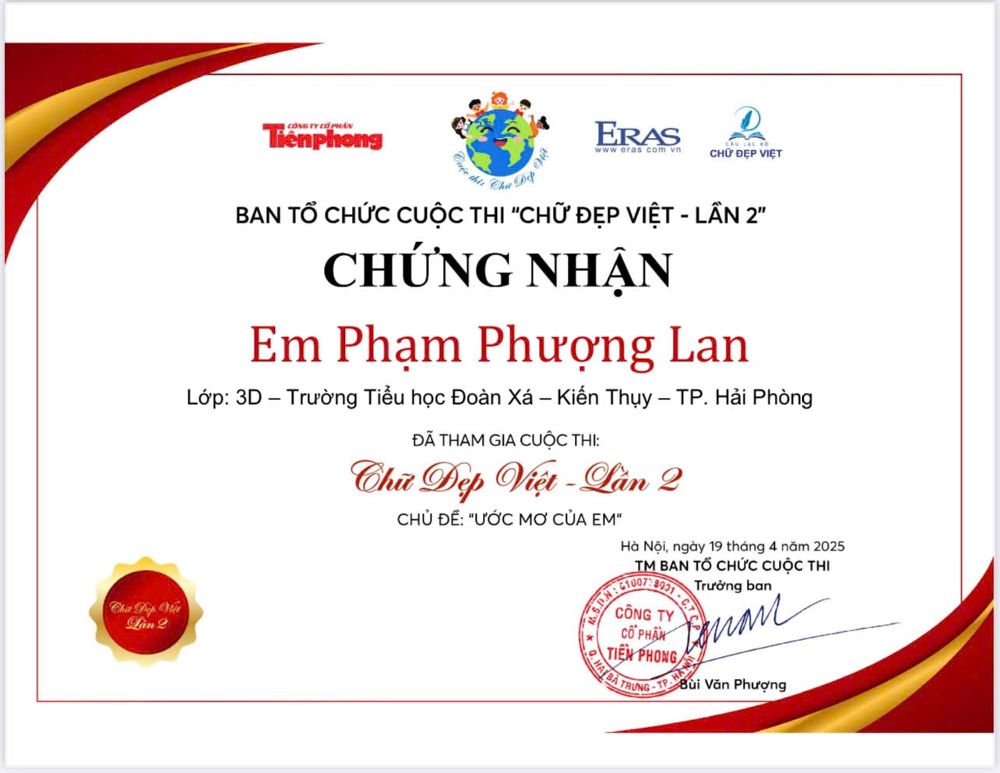 CÔNG TY CỔ PHẦN
Tiền phong
Cuộc thi: Chữ Đẹp Việt
ERAS
www eras com vn
CÂU LẠC BỘ
CHỮ ĐẸP VIỆT
BAN TỔ CHỨC CUỘC THI “CHỮ ĐẸP VIỆT - LẦN 2”
CHỨNG NHẬN
Em Phạm Phượng Lan
Lớp: 3D – Trường Tiểu học Đoàn Xá – Kiến Thụy – TP. Hải Phòng
ĐÃ THAM GIA CUỘC THI:
Chữ Đẹp Việt - Lần 2
CHỦ ĐỀ: “ƯỚC MƠ CỦA EM”
Hà Nội, ngày 19 tháng 4 năm 2025
TM BAN TỔ CHỨC CUỘC THI
Trưởng ban
Chữ Đẹp Việt
Lần 2
M.S.D.N: - C.T.C.P
CÔNG TY
CỔ PHẦN
TIỀN PHONG
Q. HAI BÀ TRƯNG - TP. HÀ NỘI
Bùi Văn Phượng